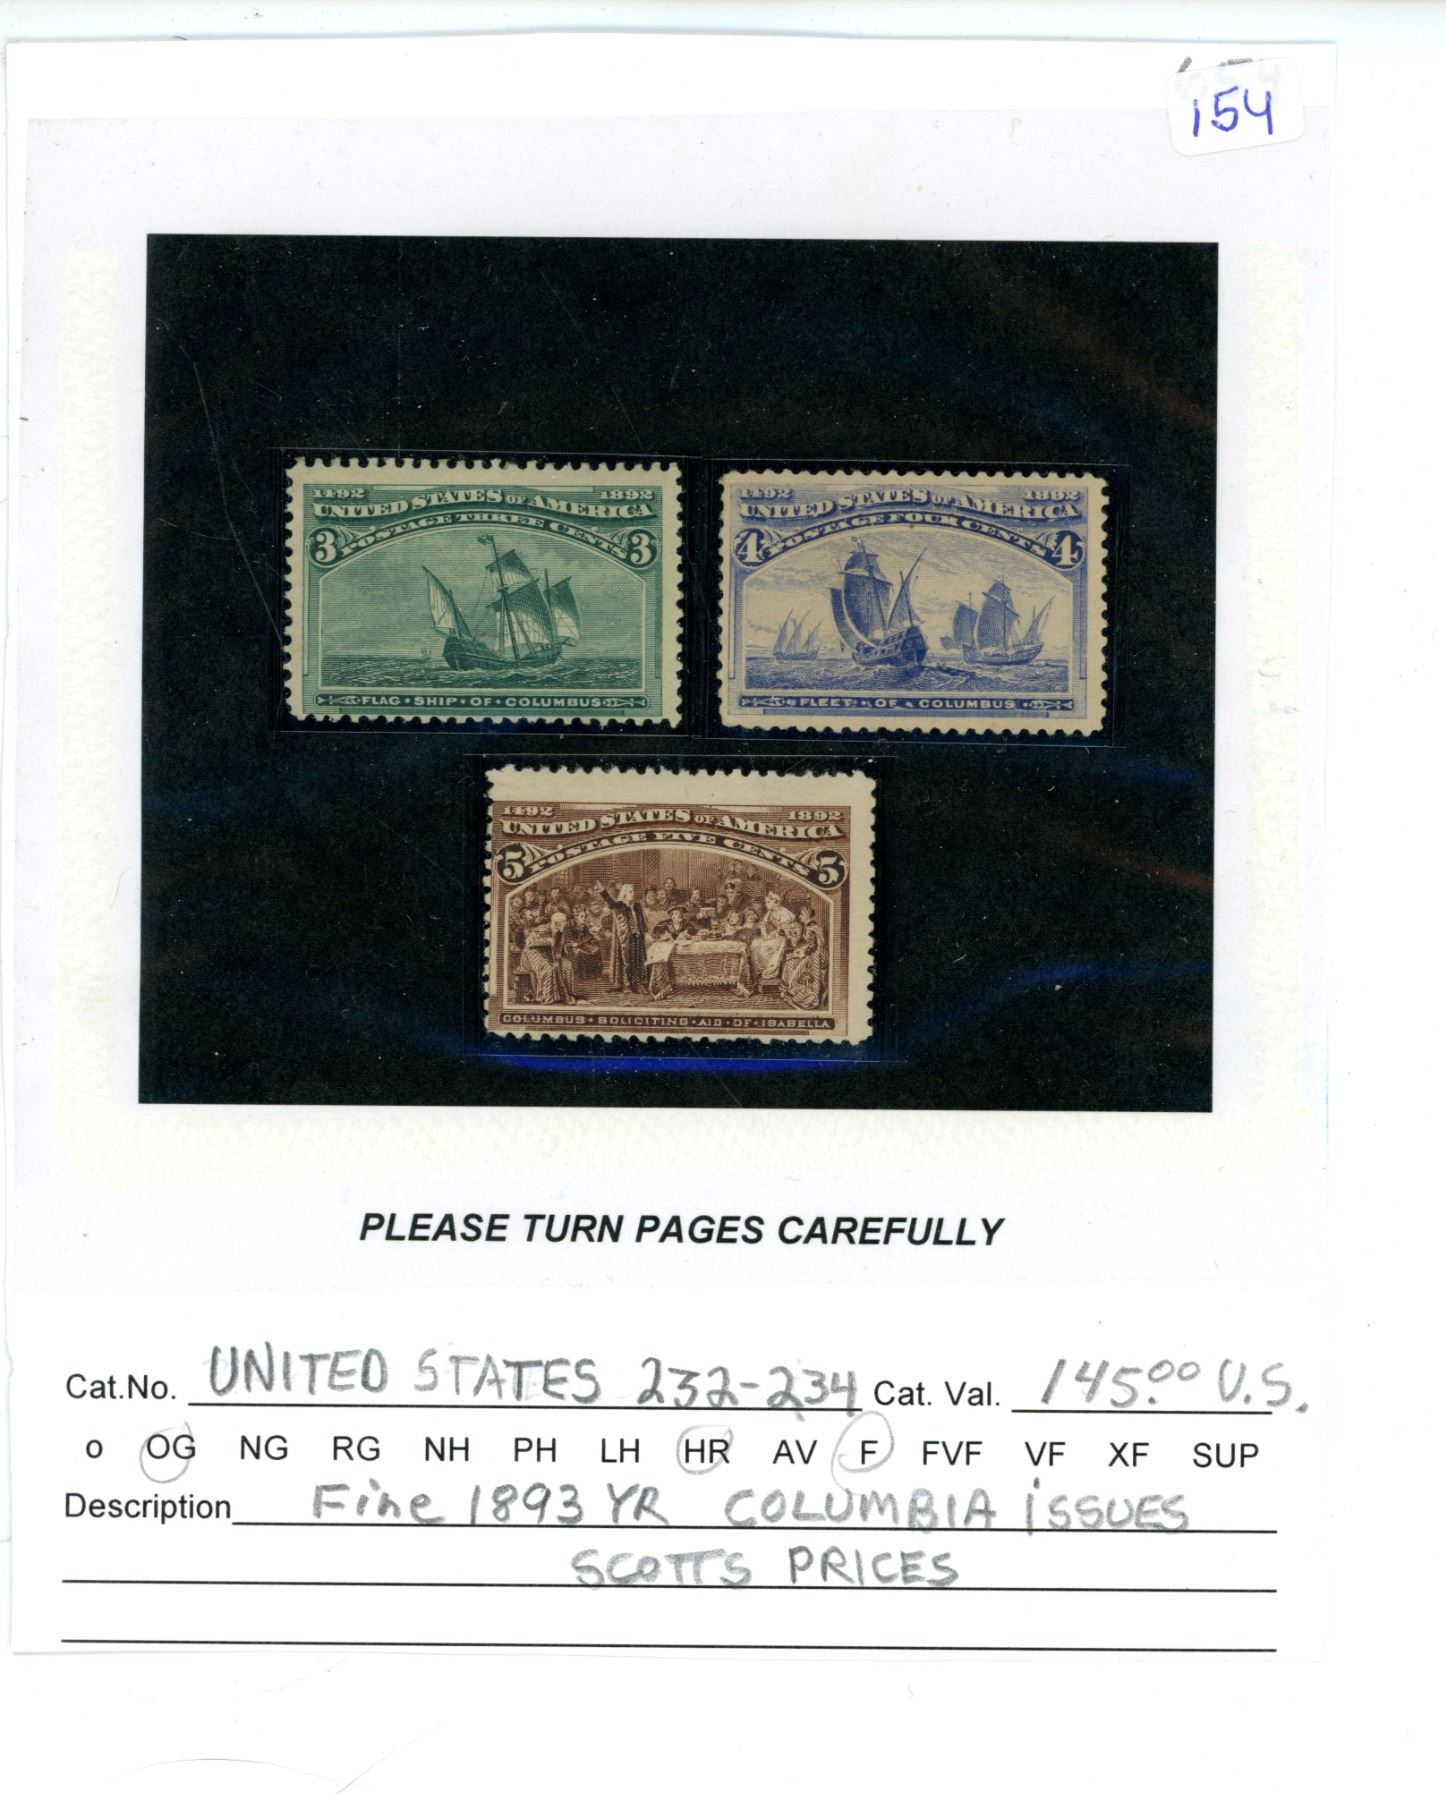 154
1492 1892
UNITED STATES OF AMERICA
POSTAGE THREE CENTS
3 3
FLAG · SHIP · OF · COLUMBUS
1492 1892
UNITED STATES OF AMERICA
POSTAGE FOUR CENTS
4 4
FLEET · OF · COLUMBUS
1492 1892
UNITED STATES OF AMERICA
POSTAGE FIVE CENTS
5 5
COLUMBUS · SOLICITING · AID · OF · ISABELLA
PLEASE TURN PAGES CAREFULLY
Cat.No. UNITED STATES 232-234 Cat. Val. 145.00 U.S.
o OG NG RG NH PH LH HR AV F FVF VF XF SUP
Description Fine 1893 YR COLUMBIA ISSUES
SCOTTS PRICES